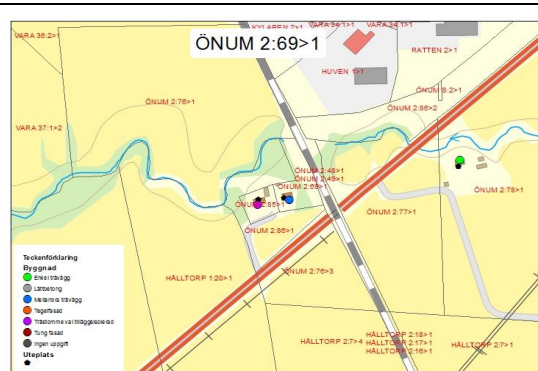 KYLAREN 2>1
VARA 34:1>1
VARA 34:1>1
VARA 38:2>1
ÖNUM 2:69>1
RATTEN 2>1
HUVEN 1>1
ÖNUM S:2>1
ÖNUM 2:76>1
ÖNUM 2:86>2
VARA 37:1>2
ÖNUM 2:48>1
ÖNUM 2:49>1
ÖNUM 2:69>1
ÖNUM 2:78>1
ÖNUM 2:85>1
ÖNUM 2:77>1
ÖNUM 2:86>1
HÄLLTORP 1:20>1
ÖNUM 2:76>3
HÄLLTORP 2:18>1
HÄLLTORP 2:7>4
HÄLLTORP 2:17>1
HÄLLTORP 2:7>1
HÄLLTORP 2:16>1
Teckenförklaring
Byggnad
Enkel trävägg
Lättbetong
Mellanbra trävägg
Tegelfasad
Trästomme väl tilläggsisolerad
Tung fasad
Ingen uppgift
Uteplats